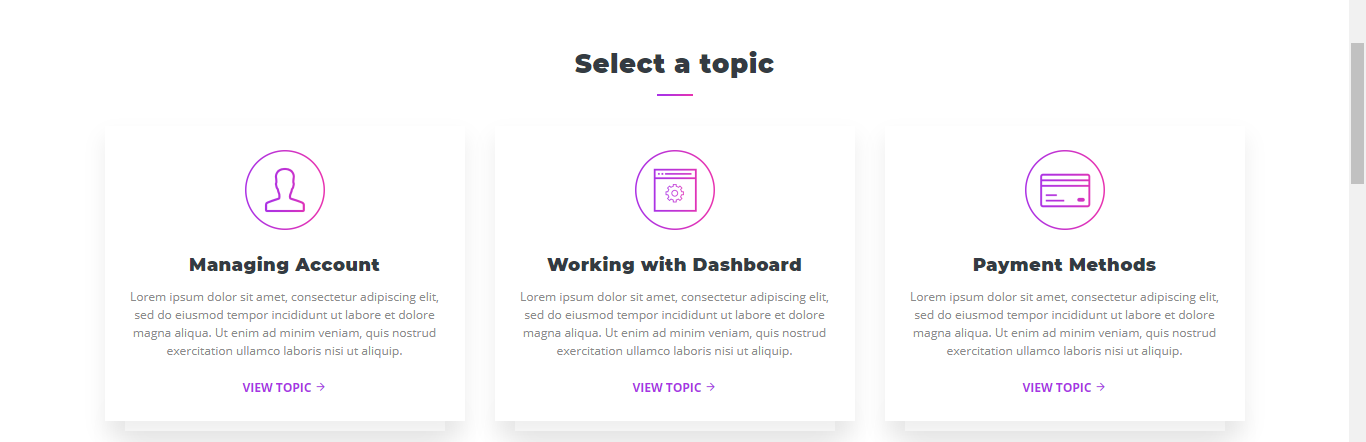 Select a topic
Managing Account
Lorem ipsum dolor sit amet, consectetur adipiscing elit,
sed do eiusmod tempor incididunt ut labore et dolore
magna aliqua. Ut enim ad minim veniam, quis nostrud
exercitation ullamco laboris nisi ut aliquip.
VIEW TOPIC →
Working with Dashboard
Lorem ipsum dolor sit amet, consectetur adipiscing elit,
sed do eiusmod tempor incididunt ut labore et dolore
magna aliqua. Ut enim ad minim veniam, quis nostrud
exercitation ullamco laboris nisi ut aliquip.
VIEW TOPIC →
Payment Methods
Lorem ipsum dolor sit amet, consectetur adipiscing elit,
sed do eiusmod tempor incididunt ut labore et dolore
magna aliqua. Ut enim ad minim veniam, quis nostrud
exercitation ullamco laboris nisi ut aliquip.
VIEW TOPIC →